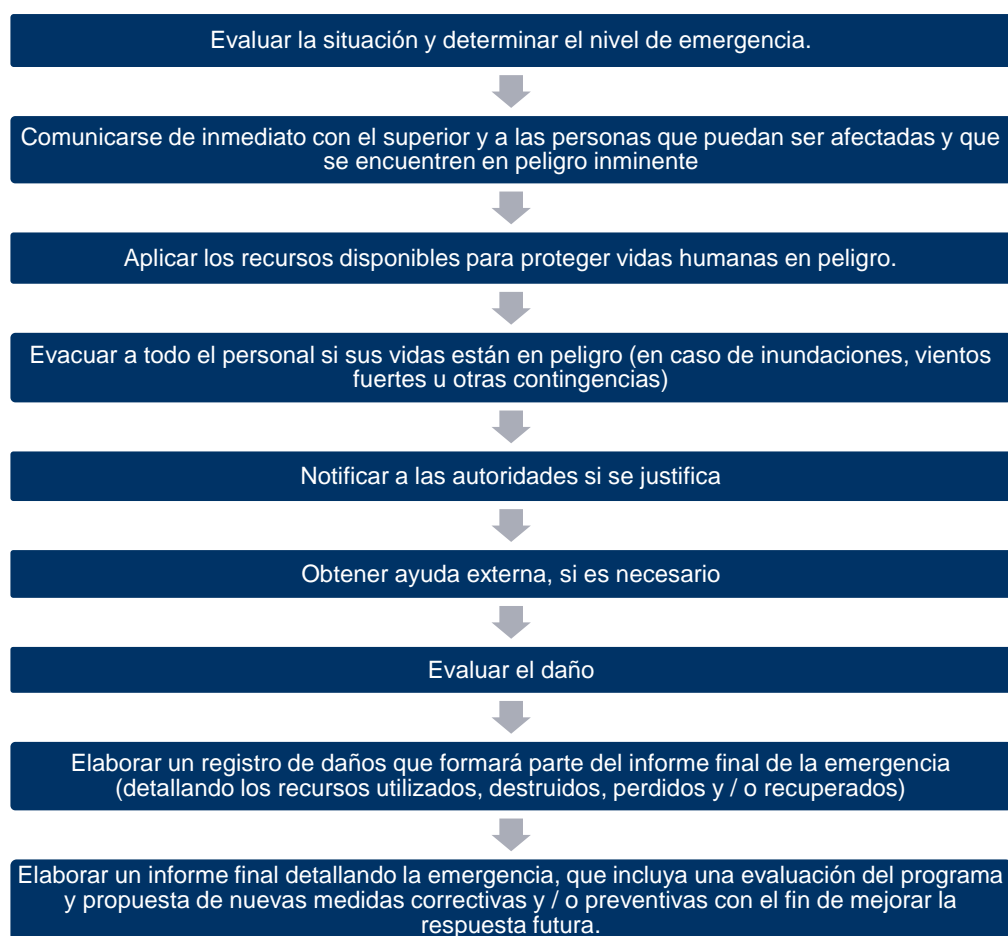 Evaluar la situación y determinar el nivel de emergencia.
Comunicarse de inmediato con el superior y a las personas que puedan ser afectadas y que
se encuentren en peligro inminente
Aplicar los recursos disponibles para proteger vidas humanas en peligro.
Evacuar a todo el personal si sus vidas están en peligro (en caso de inundaciones, vientos
fuertes u otras contingencias)
Notificar a las autoridades si se justifica
Obtener ayuda externa, si es necesario
Evaluar el daño
Elaborar un registro de daños que formará parte del informe final de la emergencia
(detallando los recursos utilizados, destruidos, perdidos y / o recuperados)
Elaborar un informe final detallando la emergencia, que incluya una evaluación del programa
y propuesta de nuevas medidas correctivas y / o preventivas con el fin de mejorar la
respuesta futura.